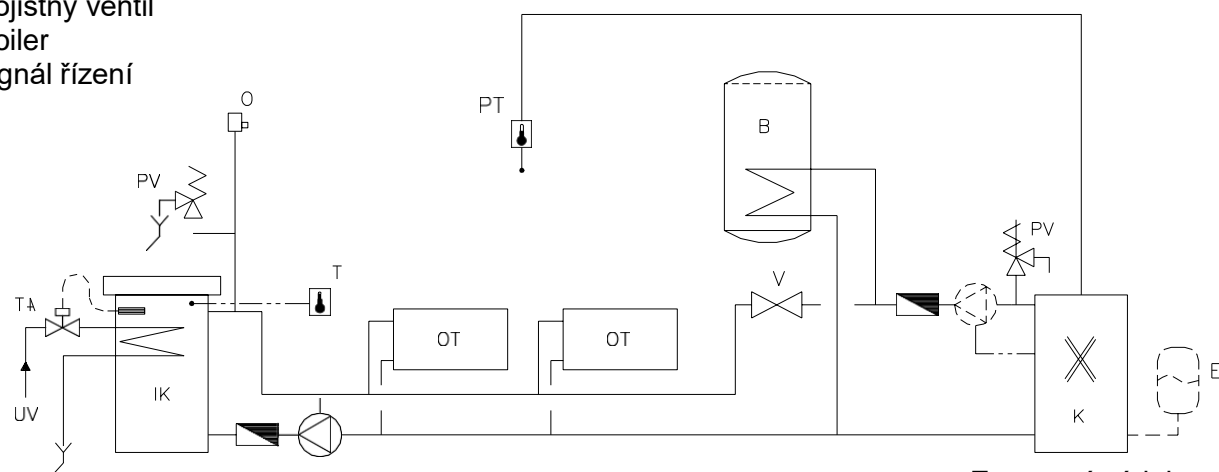 ojistný ventil
oiler
gnál řízení
O
PT
B
PV
PV
T
V
TA
OT
OT
E
IK
K
UV